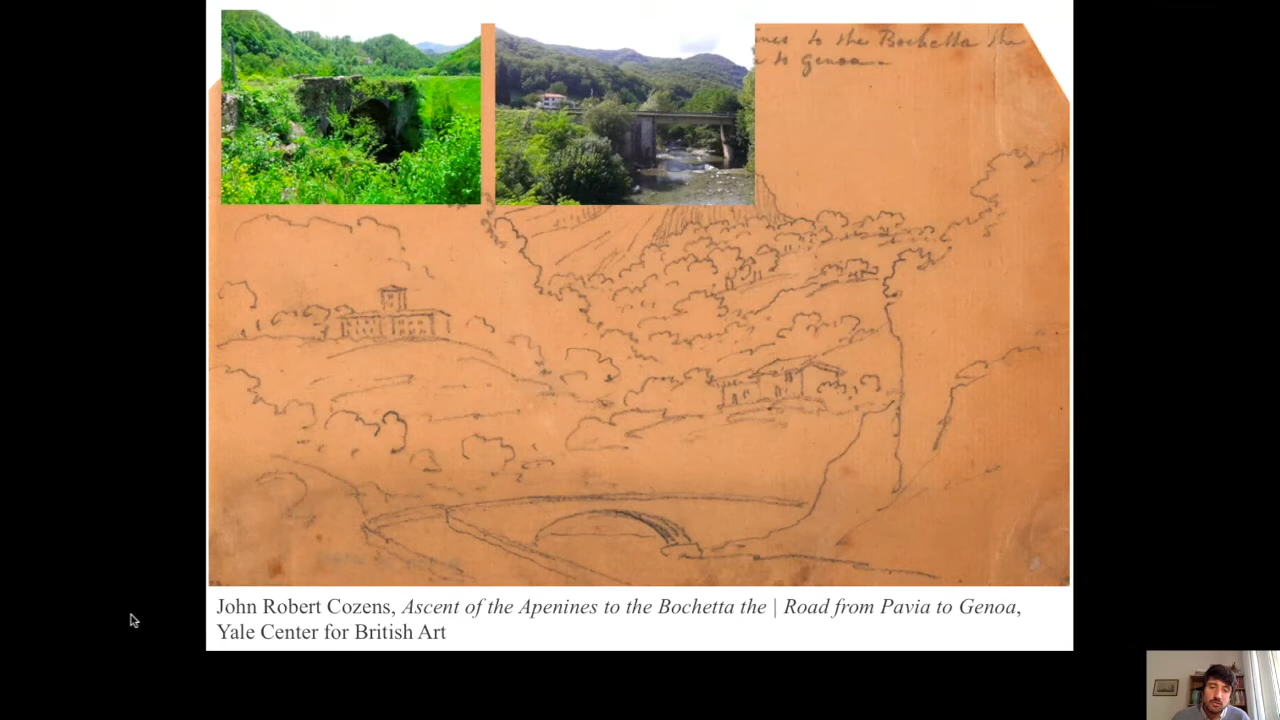 ines to the Bochetta the
to Genoa.
John Robert Cozens, Ascent of the Apenines to the Bochetta the | Road from Pavia to Genoa,
Yale Center for British Art